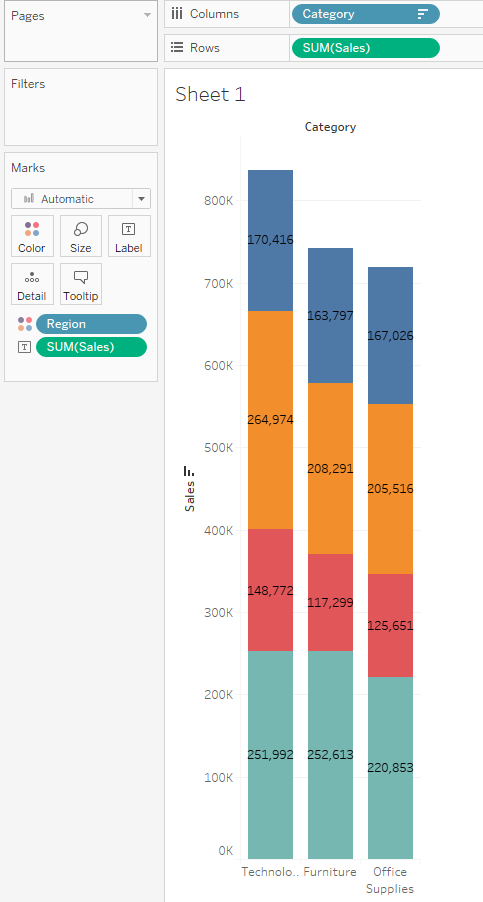 Pages
Columns
Category
Rows
SUM(Sales)
Filters
Marks
Automatic
Color
Size
Label
Detail
Tooltip
Region
SUM(Sales)
Sheet 1
Category
Sales
800K
700K
600K
500K
400K
300K
200K
100K
0K
170,416
163,797
167,026
264,974
208,291
205,516
148,772
117,299
125,651
251,992
252,613
220,853
Technolo..
Furniture
Office
Supplies